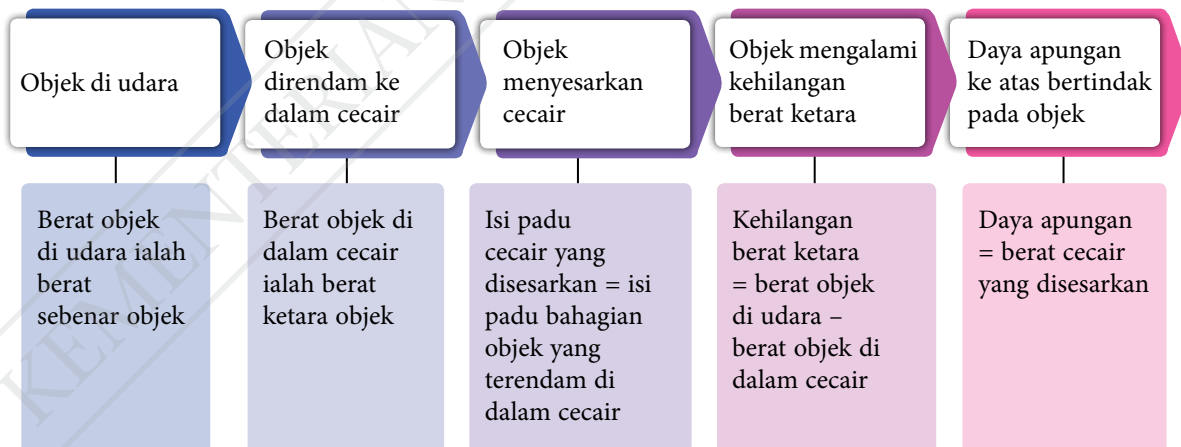 Objek di udara
Objek
direndam ke
dalam cecair
Objek
menyesarkan
cecair
Objek mengalami
kehilangan
berat ketara
Daya apungan
ke atas bertindak
pada objek
Berat objek
di udara ialah
berat
sebenar objek
Berat objek di
dalam cecair
ialah berat
ketara objek
Isi padu
cecair yang
disesarkan = isi
padu bahagian
objek yang
terendam di
dalam cecair
Kehilangan
berat ketara
= berat objek
di udara –
berat objek di
dalam cecair
Daya apungan
= berat cecair
yang disesarkan
KEMENTERIAN